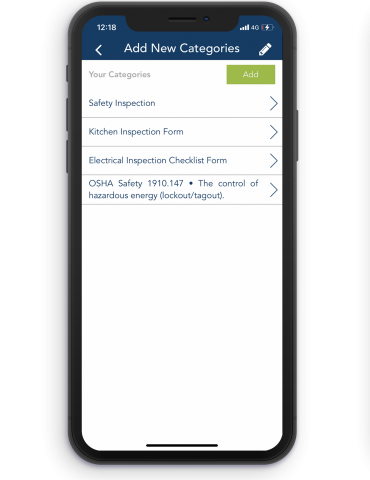 12:18
4G
Add New Categories
Your Categories
Add
Safety Inspection
Kitchen Inspection Form
Electrical Inspection Checklist Form
OSHA Safety 1910.147 • The control of
hazardous energy (lockout/tagout).